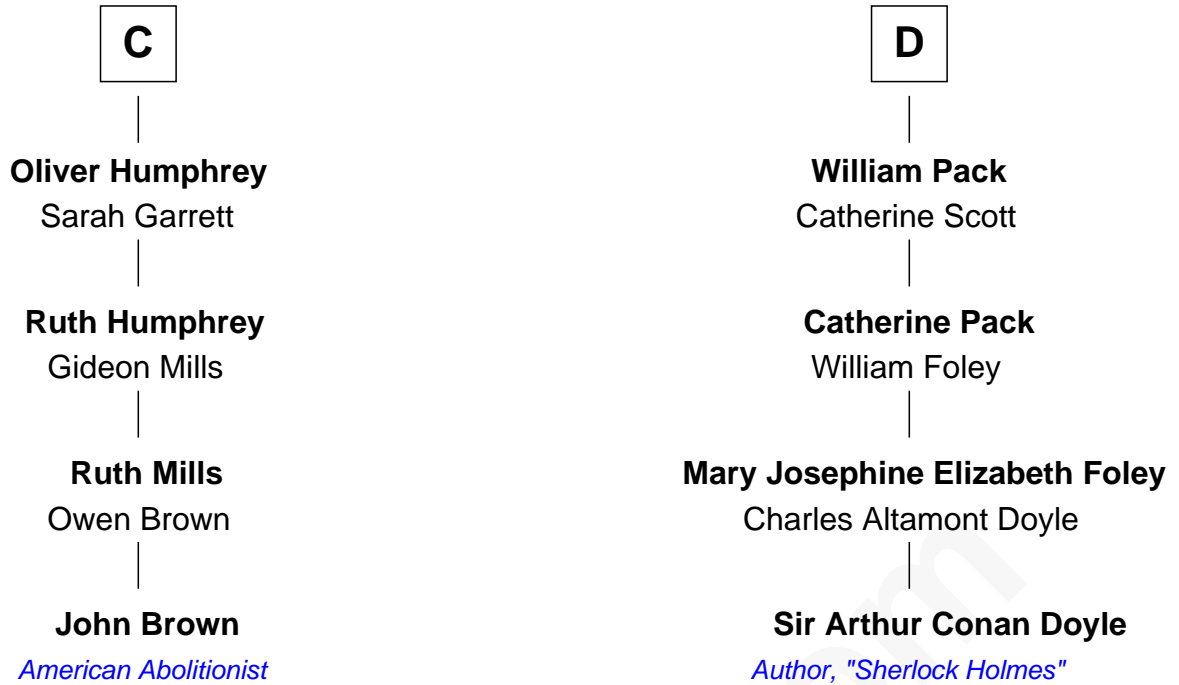 C
Oliver Humphrey
Sarah Garrett
Ruth Humphrey
Gideon Mills
Ruth Mills
Owen Brown
John Brown
American Abolitionist
D
William Pack
Catherine Scott
Catherine Pack
William Foley
Mary Josephine Elizabeth Foley
Charles Altamont Doyle
Sir Arthur Conan Doyle
Author, "Sherlock Holmes"
om